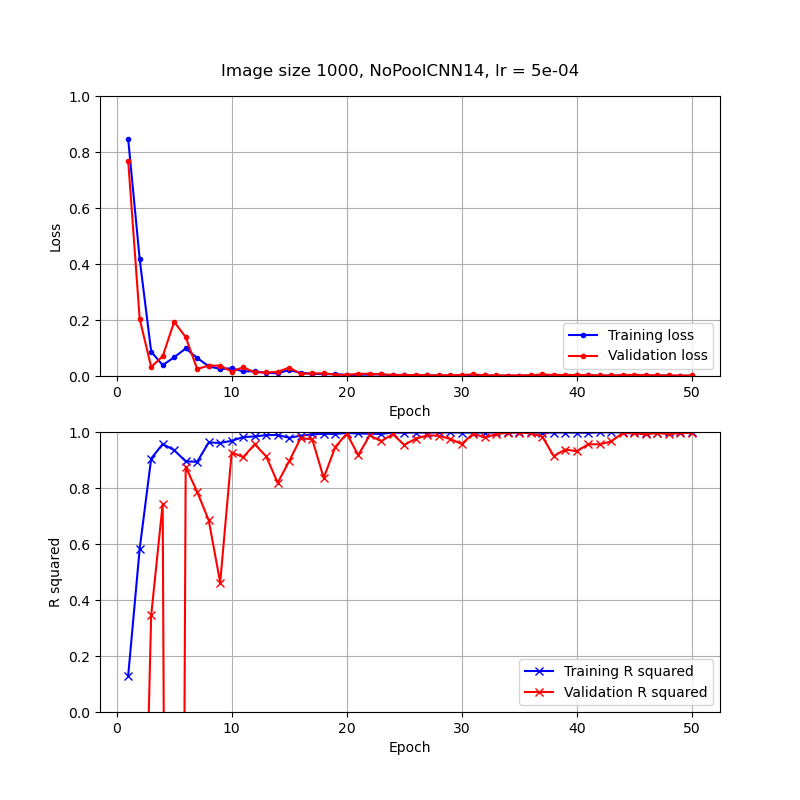 Image size 1000, NoPoolCNN14, lr = 5e-04
1.0
0.8
0.6
0.4
0.2
0.0
Loss
Training loss
Validation loss
0 10 20 30 40 50
Epoch
1.0
0.8
0.6
0.4
0.2
0.0
R squared
Training R squared
Validation R squared
0 10 20 30 40 50
Epoch